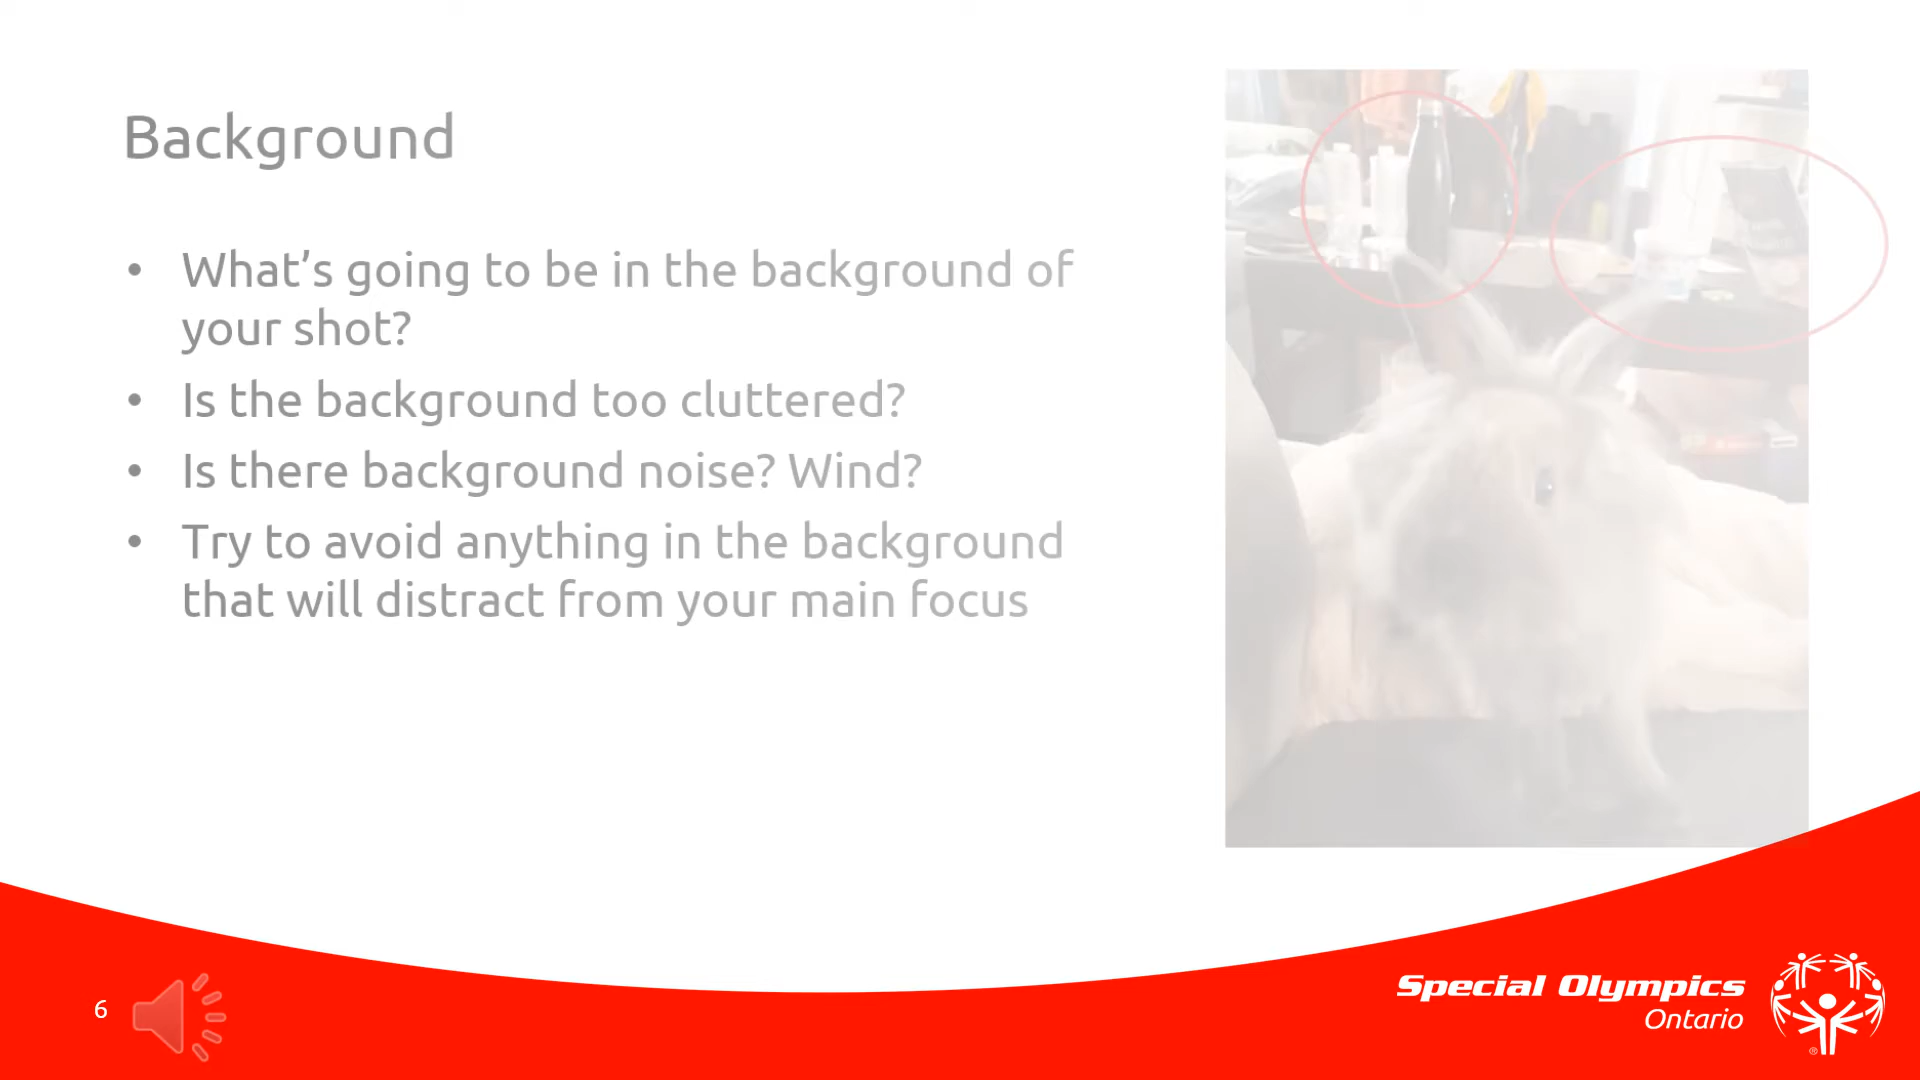 Background
• What's going to be in the background of
your shot?
• Is the background too cluttered?
• Is there background noise? Wind?
• Try to avoid anything in the background
that will distract from your main focus
6
Special Olympics
Ontario
®